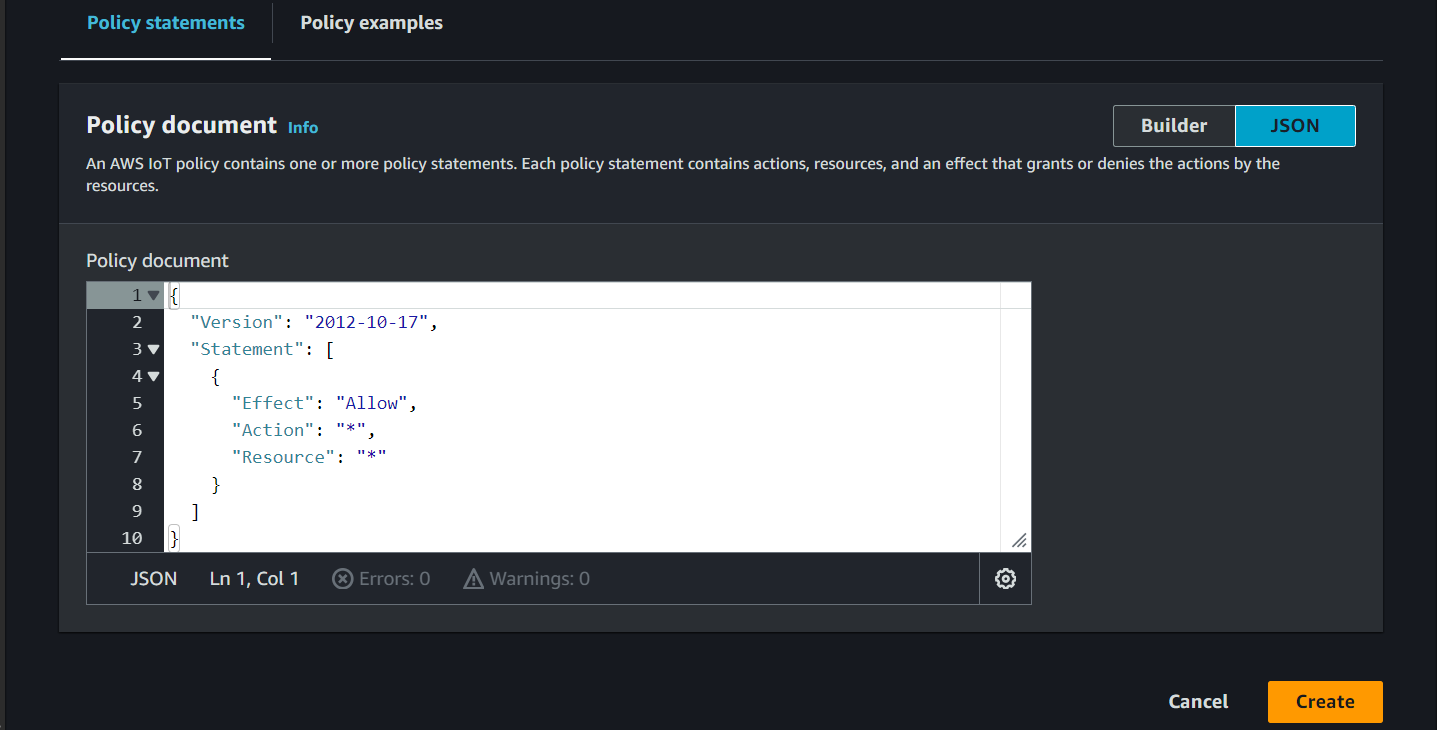 Policy statements
Policy examples
Policy document Info
Builder
JSON
An AWS IoT policy contains one or more policy statements. Each policy statement contains actions, resources, and an effect that grants or denies the actions by the
resources.
Policy document
1 {
2 "Version": "2012-10-17",
3 "Statement": [
4 {
5 "Effect": "Allow",
6 "Action": "*",
7 "Resource": "*"
8 }
9 ]
10 }
JSON Ln 1, Col 1 Errors: 0 Warnings: 0
Cancel
Create